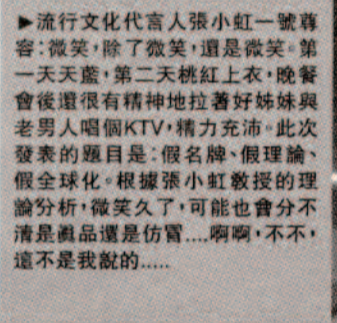 ▶流行文化代言人張小虹一號尊
容:微笑,除了微笑,還是微笑。第
一天天藍,第二天桃紅上衣,晚餐
會後還很有精神地拉著好姊妹與
老男人唱個KTV,精力充沛。此次
發表的題目是:假名牌、假理論、
假全球化。根據張小虹教授的理
論分析,微笑久了,可能也會分不
清是真品還是仿冒....啊啊,不不,
這不是我說的.....